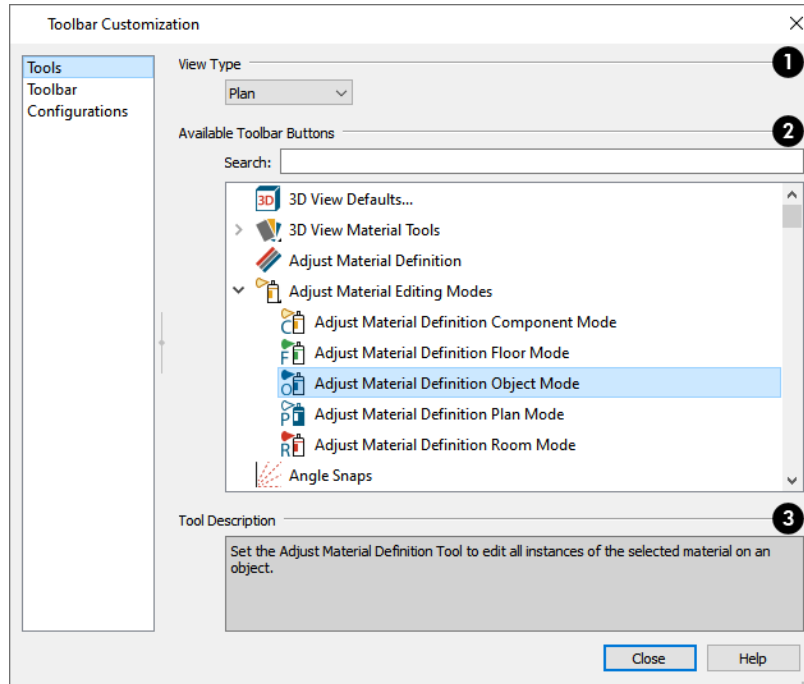 Toolbar Customization
Tools
Toolbar
Configurations
View Type
1
Plan
Available Toolbar Buttons
2
Search:
3D 3D View Defaults...
3D View Material Tools
Adjust Material Definition
Adjust Material Editing Modes
C Adjust Material Definition Component Mode
F Adjust Material Definition Floor Mode
O Adjust Material Definition Object Mode
P Adjust Material Definition Plan Mode
R Adjust Material Definition Room Mode
Angle Snaps
Tool Description
3
Set the Adjust Material Definition Tool to edit all instances of the selected material on an
object.
Close
Help